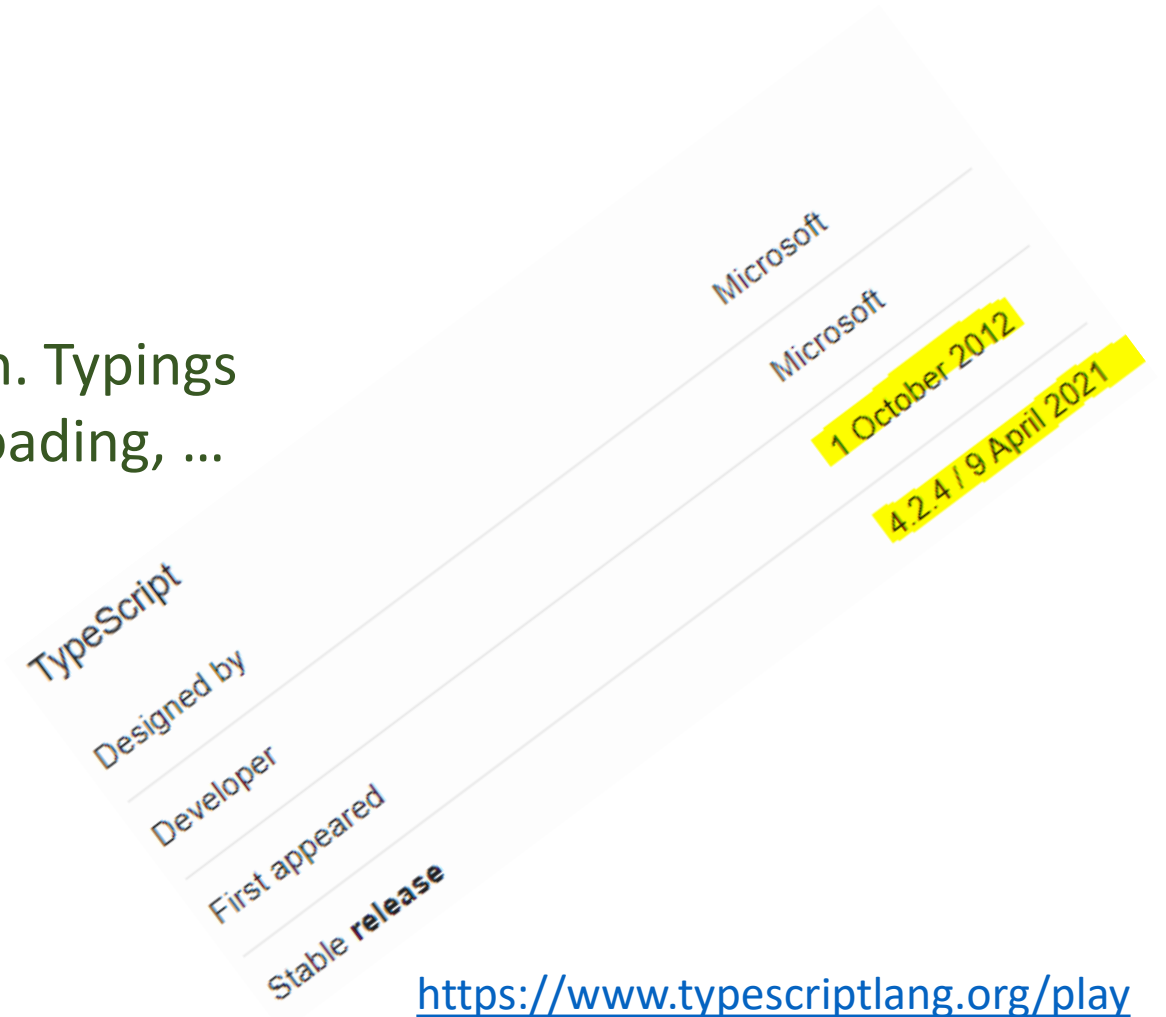 n. Typings
oading, …
TypeScript
Designed by Microsoft
Developer Microsoft
First appeared 1 October 2012
Stable release 4.2.4 / 9 April 2021
https://www.typescriptlang.org/play